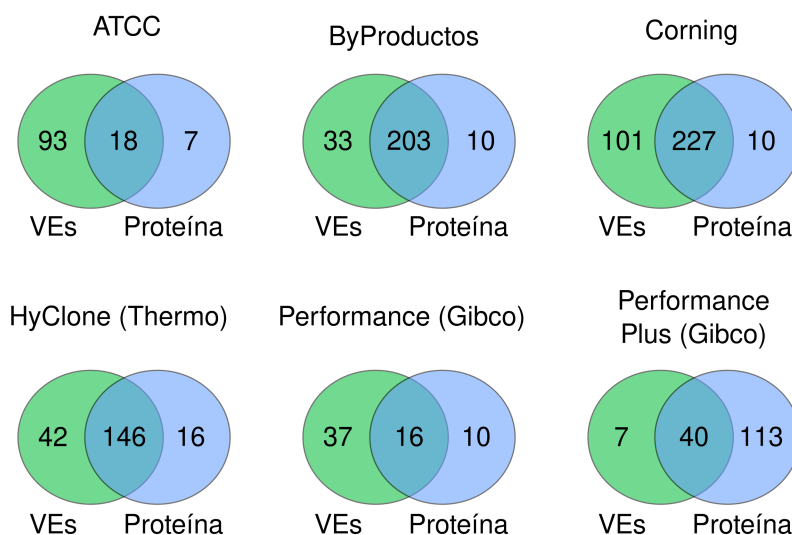 ATCC
93 18 7
VEs Proteína
ByProductos
33 203 10
VEs Proteína
Corning
101 227 10
VEs Proteína
HyClone (Thermo)
42 146 16
VEs Proteína
Performance (Gibco)
37 16 10
VEs Proteína
Performance
Plus (Gibco)
7 40 113
VEs Proteína